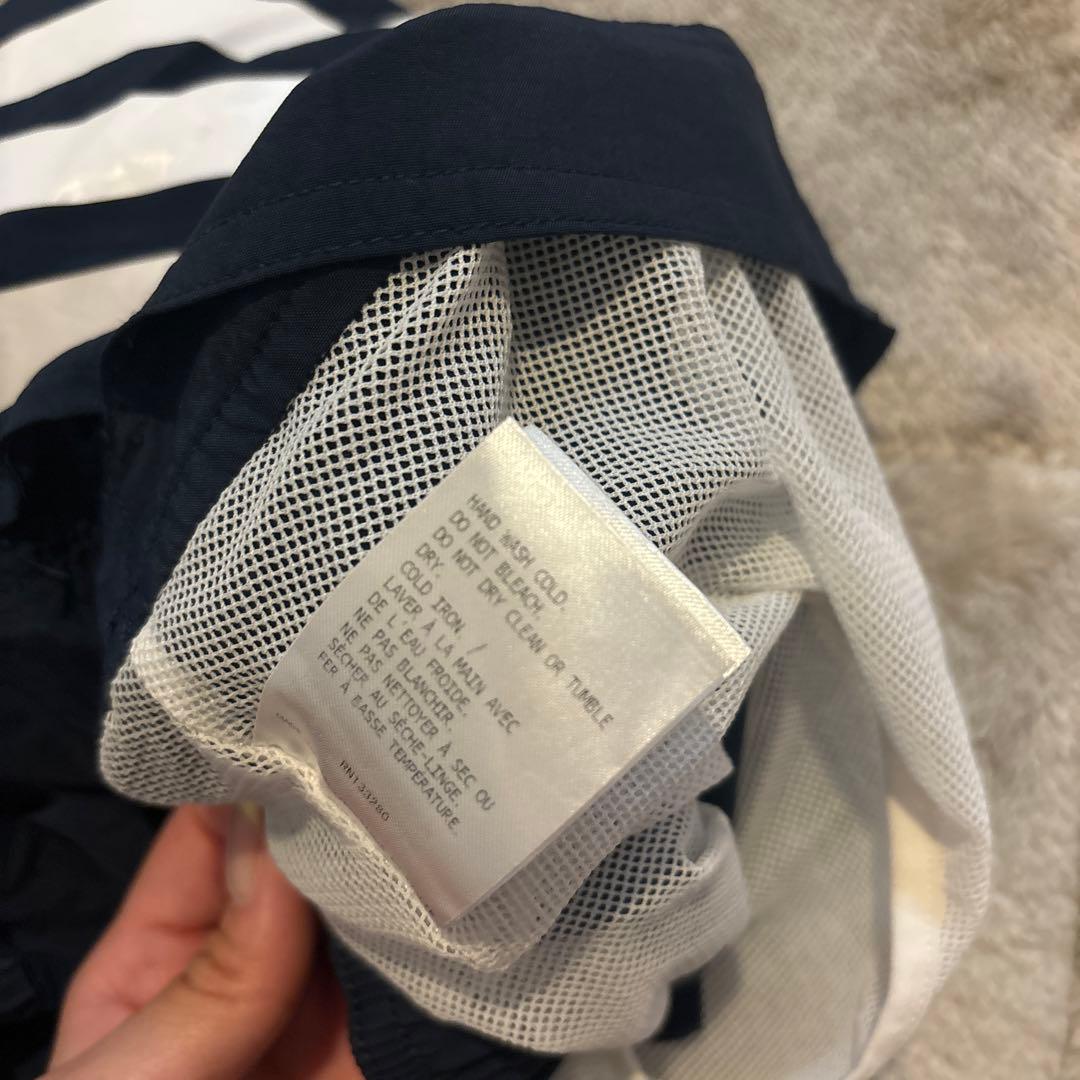 HAND WASH COLD.
DO NOT BLEACH.
DO NOT DRY CLEAN OR TUMBLE
DRY.
COLD IRON. /
LAVER À LA MAIN AVEC
DE L'EAU FROIDE.
NE PAS BLANCHIR.
NE PAS NETTOYER À SEC OU
SÉCHER AU SÈCHE-LINGE.
FER À BASSE TEMPÉRATURE.
RN133280